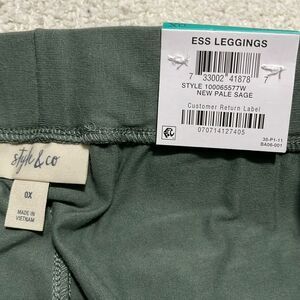 ESS LEGGINGS
7 33002 41878 7
STYLE 100065577W
NEW PALE SAGE
Customer Return Label
070714127405
30-P1-11
BA06-001
style & co
0X
MADE IN
VIETNAM